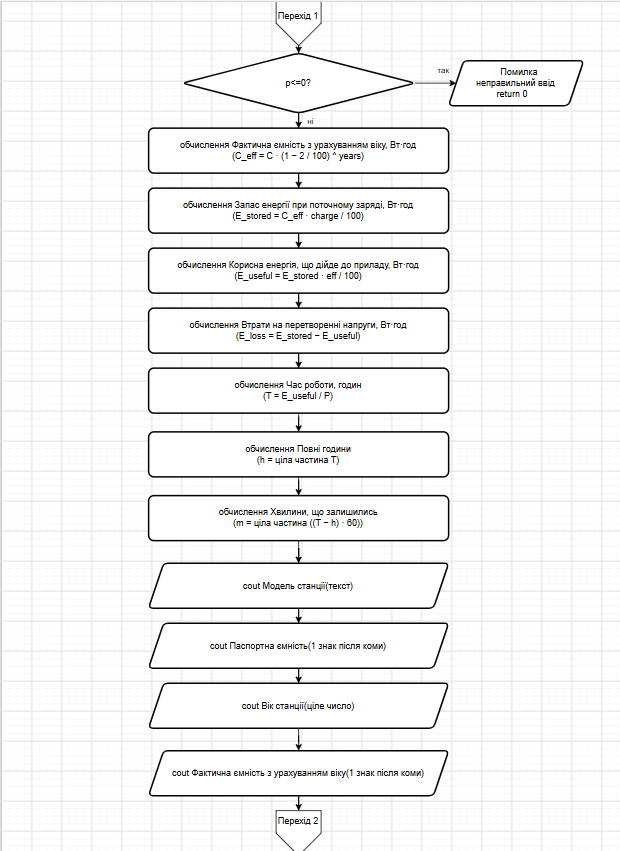 Перехід 1
p<=0?
так
Помилка
неправильний ввід
return 0
ні
обчислення Фактична ємність з урахуванням віку, Вт·год
(C_eff = C · (1 − 2 / 100) ^ years)
обчислення Запас енергії при поточному заряді, Вт·год
(E_stored = C_eff · charge / 100)
обчислення Корисна енергія, що дійде до приладу, Вт·год
(E_useful = E_stored · eff / 100)
обчислення Втрати на перетворенні напруги, Вт·год
(E_loss = E_stored − E_useful)
обчислення Час роботи, годин
(T = E_useful / P)
обчислення Повні години
(h = ціла частина T)
обчислення Хвилини, що залишились
(m = ціла частина ((T − h) · 60))
cout Модель станції(текст)
cout Паспортна ємність(1 знак після коми)
cout Вік станції(ціле число)
cout Фактична ємність з урахуванням віку(1 знак після коми)
Перехід 2